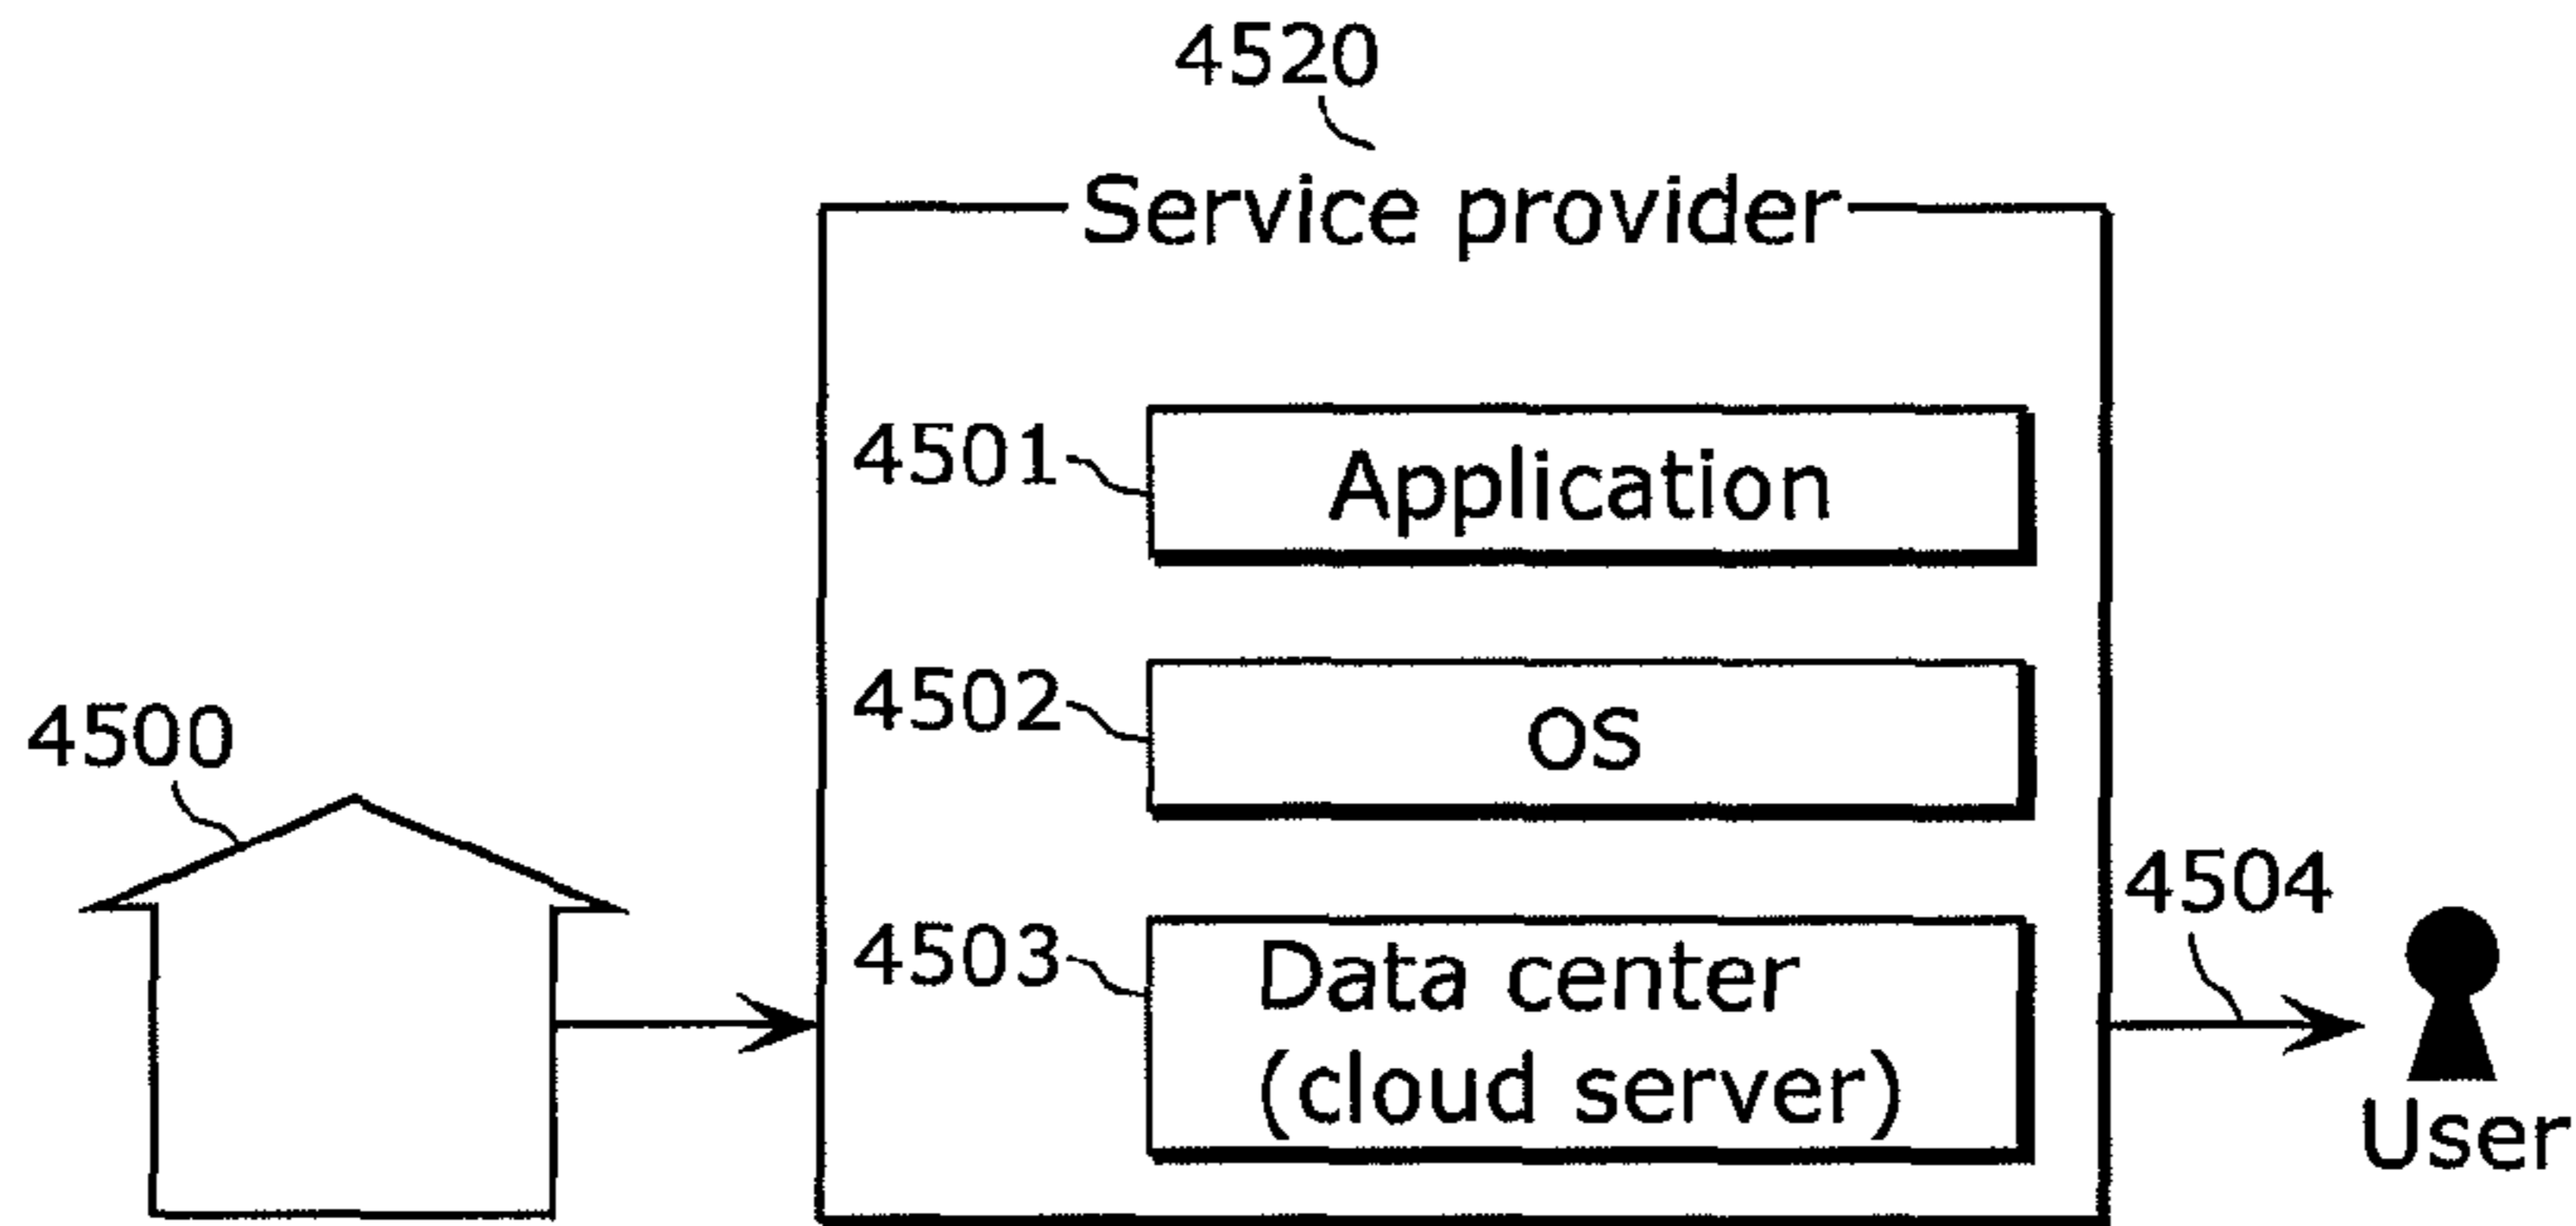 4520
Service provider
4501
Application
4502
OS
4500
4503
Data center
(cloud server)
4504
User